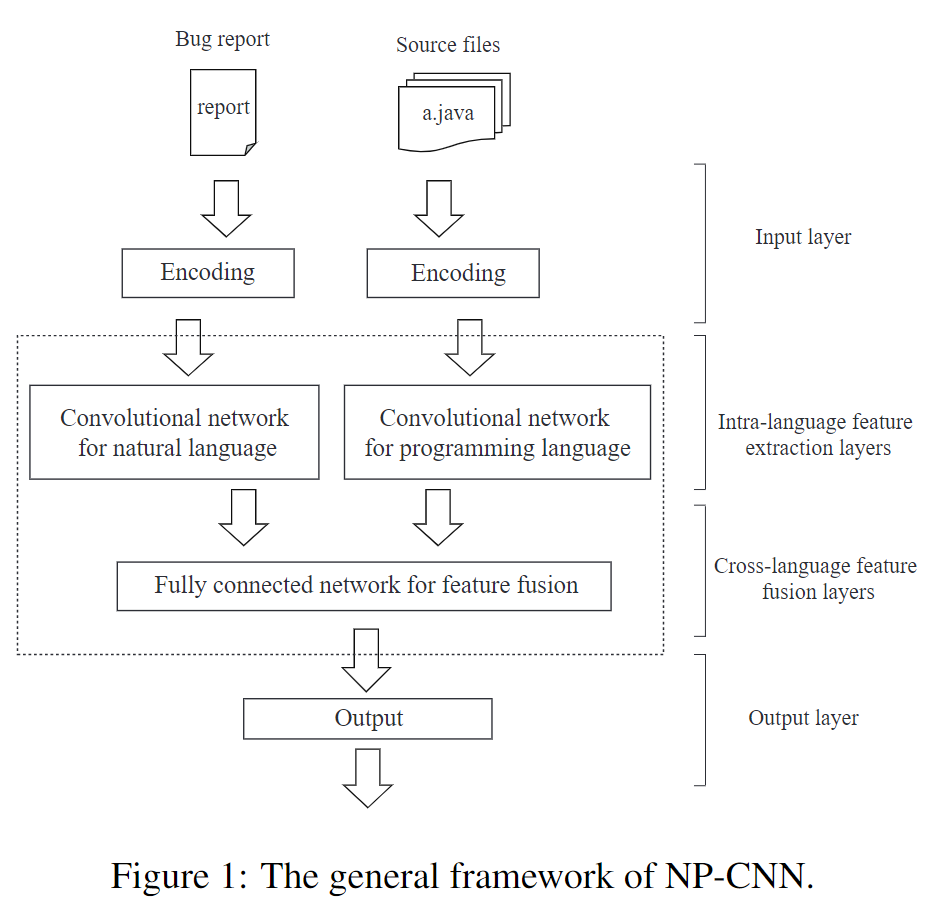 Bug report
Source files
report
a.java
Input layer
Encoding
Encoding
Convolutional network
for natural language
Convolutional network
for programming language
Intra-language feature
extraction layers
Fully connected network for feature fusion
Cross-language feature
fusion layers
Output
Output layer
Figure 1: The general framework of NP-CNN.